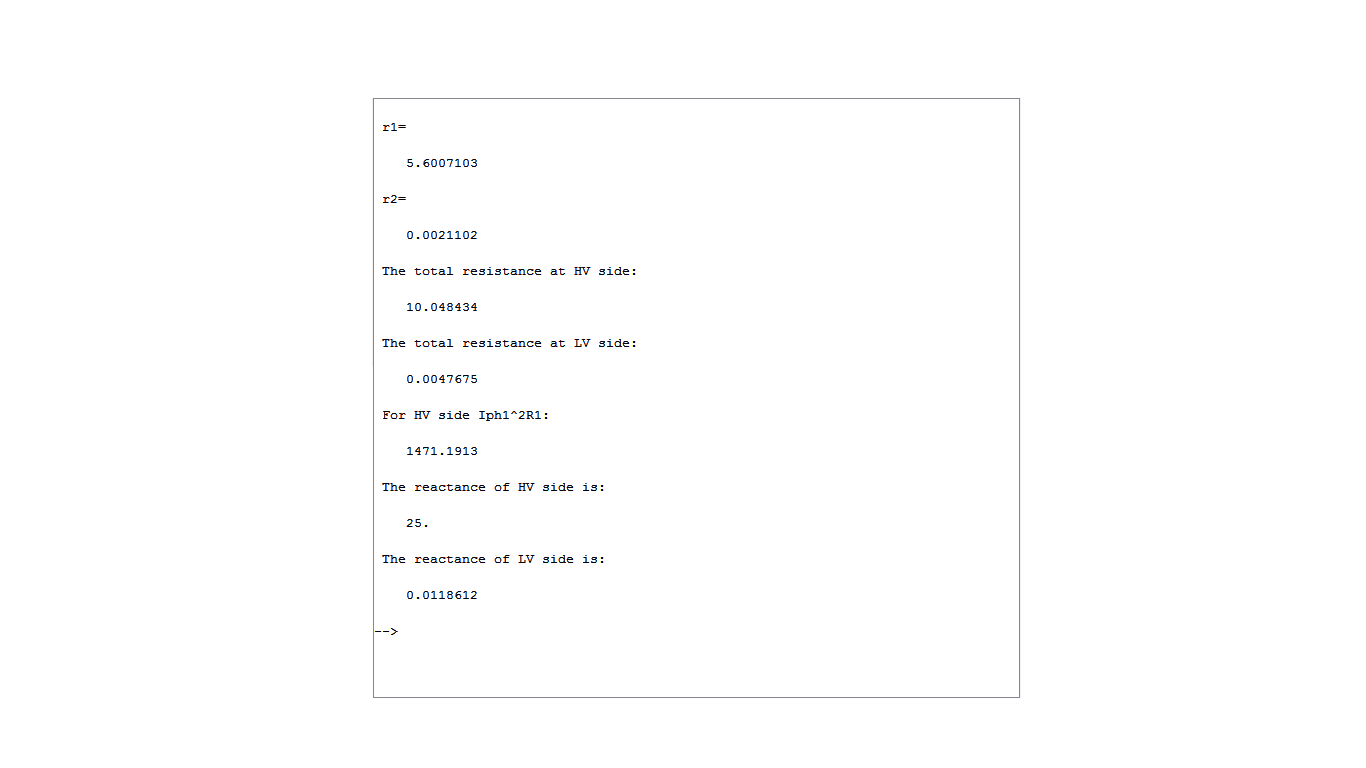 r1=
5.6007103
r2=
0.0021102
The total resistance at HV side:
10.048434
The total resistance at LV side:
0.0047675
For HV side Iph1^2R1:
1471.1913
The reactance of HV side is:
25.
The reactance of LV side is:
0.0118612
-->